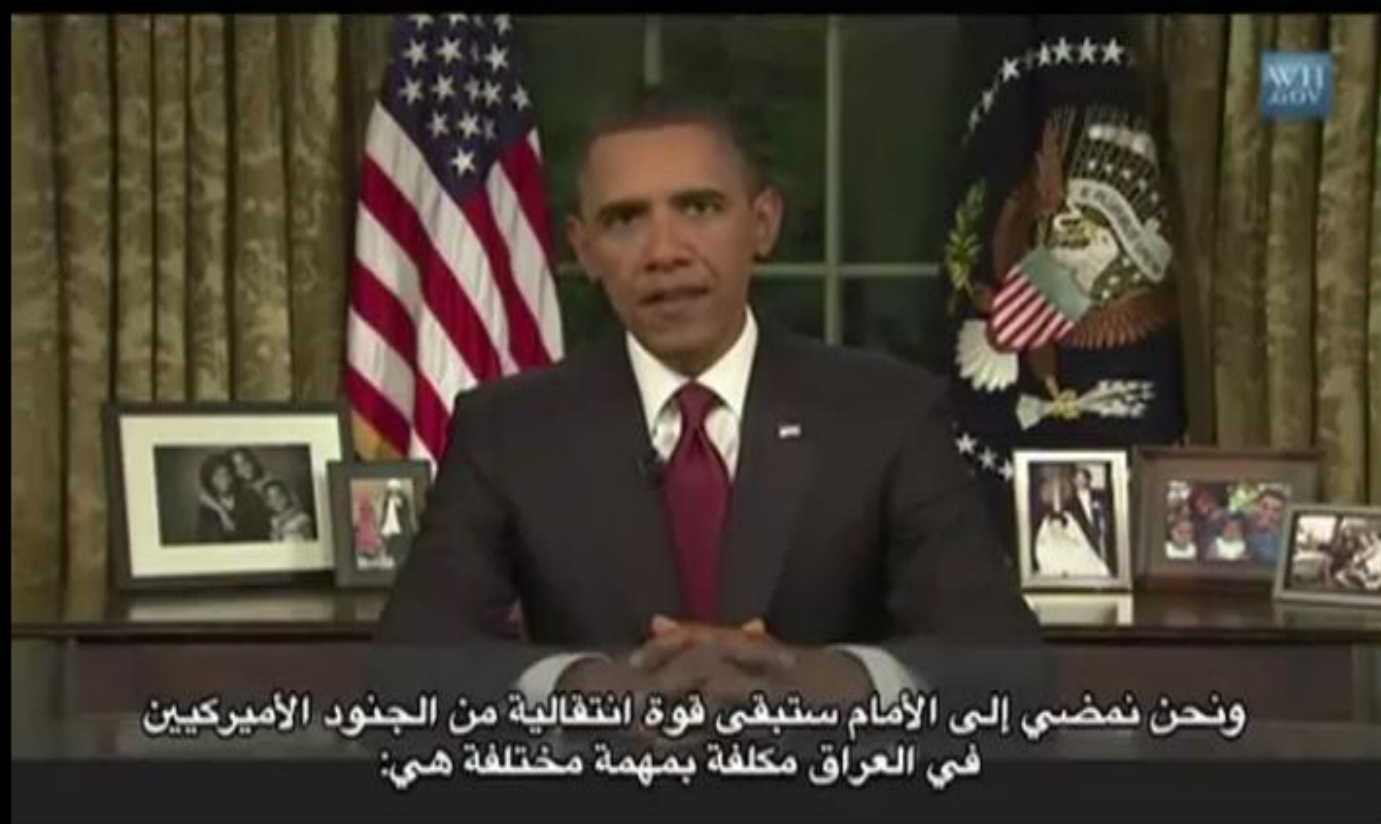 WH
.GOV
ونحن نمضي إلى الأمام ستبقى قوة انتقالية من الجنود الأميركيين
في العراق مكلفة بمهمة مختلفة هي: